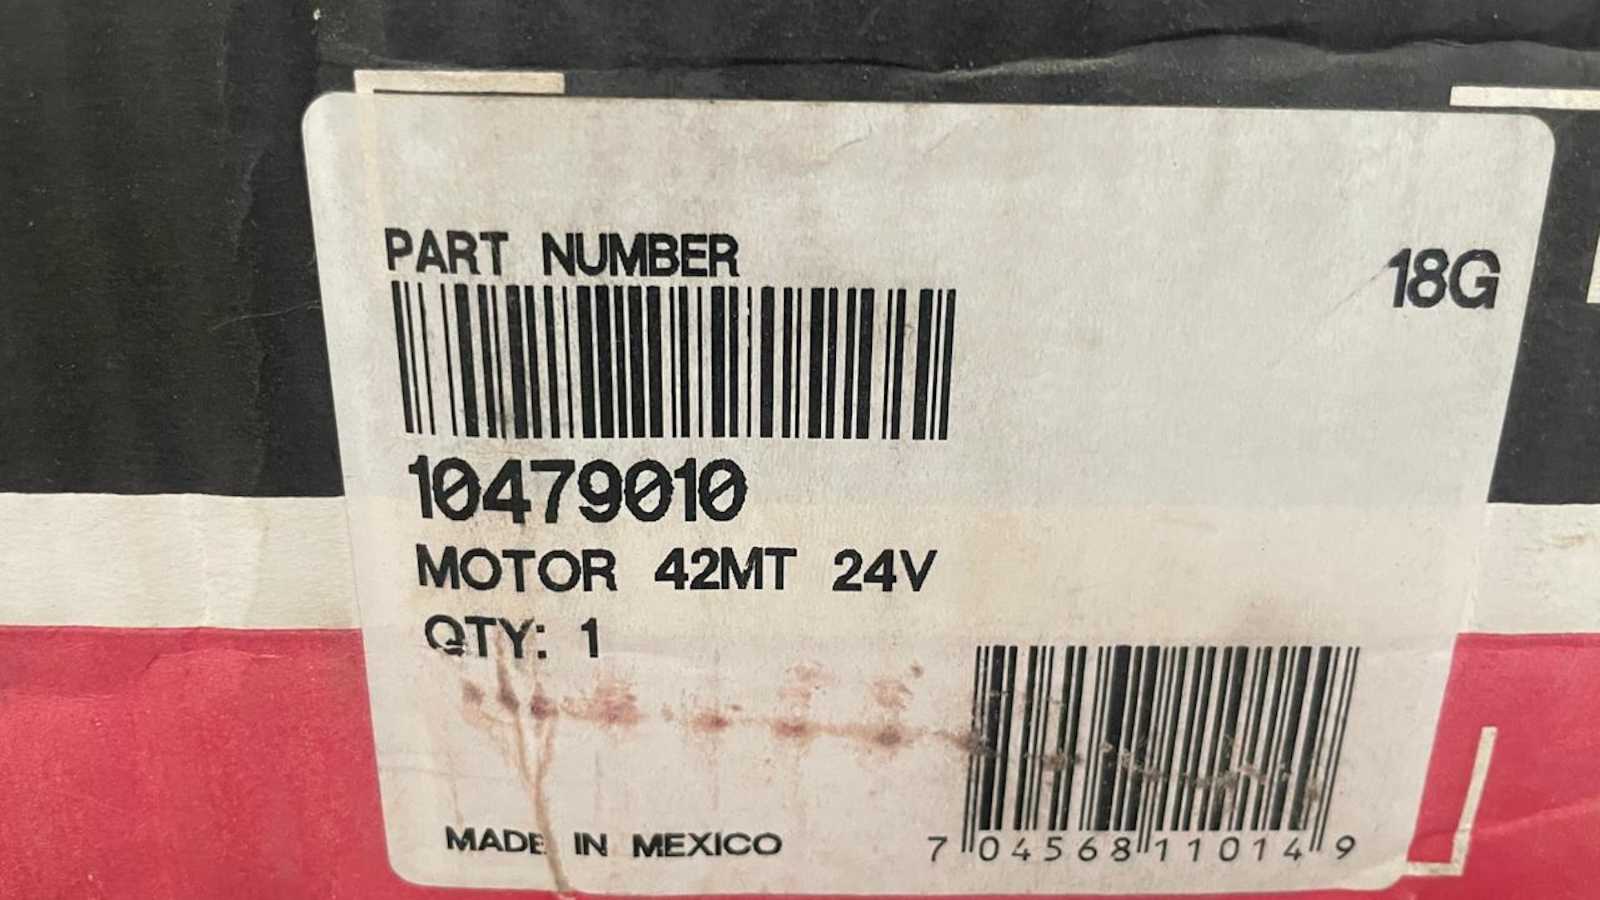 PART NUMBER
18G
10479010
MOTOR 42MT 24V
QTY: 1
MADE IN MEXICO
7 04568 11014 9